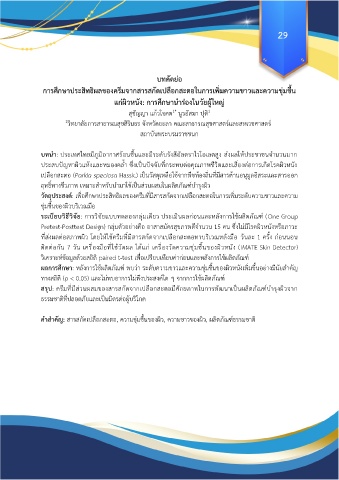 29
บทคัดย่อ
การศึกษาประสิทธิผลของครีมจากสารสกัดเปลือกสะตอในการเพิ่มความขาวและความชุ่มชื้น
แก่ผิวหนัง: การศึกษานำร่องในวัยผู้ใหญ่
สุชัญญา แก้วโอภาส¹* นูรอัสมา ปุติ¹
¹วิทยาลัยการสาธารณสุขสิรินธร จังหวัดยะลา คณะสาธารณสุขศาสตร์และสหเวชศาสตร์
สถาบันพระบรมราชชนก
บทนำ: ประเทศไทยมีภูมิอากาศร้อนชื้นและมีระดับรังสีอัลตราไวโอเลตสูง ส่งผลให้ประชาชนจำนวนมาก
ประสบปัญหาผิวแห้งและหมองคล้ำ ซึ่งเป็นปัจจัยที่กระทบต่อคุณภาพชีวิตและเสี่ยงต่อการเกิดโรคผิวหนัง
เปลือกสะตอ (Parkia speciosa Hassk.) เป็นวัสดุเหลือใช้จากพืชท้องถิ่นที่มีสารต้านอนุมูลอิสระและสารออก
ฤทธิ์ทางชีวภาพ เหมาะสำหรับนำมาใช้เป็นส่วนผสมในผลิตภัณฑ์บำรุงผิว
วัตถุประสงค์: เพื่อศึกษาประสิทธิผลของครีมที่มีสารสกัดจากเปลือกสะตอในการเพิ่มระดับความขาวและความ
ชุ่มชื้นของผิวบริเวณมือ
ระเบียบวิธีวิจัย: การวิจัยแบบทดลองกลุ่มเดียว ประเมินผลก่อนและหลังการใช้ผลิตภัณฑ์ (One Group
Pretest-Posttest Design) กลุ่มตัวอย่างคือ อาสาสมัครสุขภาพดีจำนวน 15 คน ซึ่งไม่มีโรคผิวหนังหรือภาวะ
ที่ส่งผลต่อสภาพผิว โดยให้ใช้ครีมที่มีสารสกัดจากเปลือกสะตอทาบริเวณหลังมือ วันละ 1 ครั้ง ก่อนนอน
ติดต่อกัน 7 วัน เครื่องมือที่ใช้วัดผล ได้แก่ เครื่องวัดความชุ่มชื้นของผิวหนัง (IMATE Skin Detector)
วิเคราะห์ข้อมูลด้วยสถิติ paired t-test เพื่อเปรียบเทียบค่าก่อนและหลังการใช้ผลิตภัณฑ์
ผลการศึกษา: หลังการใช้ผลิตภัณฑ์ พบว่า ระดับความขาวและความชุ่มชื้นของผิวหนังเพิ่มขึ้นอย่างมีนัยสำคัญ
ทางสถิติ (p < 0.05) และไม่พบอาการไม่พึงประสงค์ใด ๆ จากการใช้ผลิตภัณฑ์
สรุป: ครีมที่มีส่วนผสมของสารสกัดจากเปลือกสะตอมีศักยภาพในการพัฒนาเป็นผลิตภัณฑ์บำรุงผิวจาก
ธรรมชาติที่ปลอดภัยและเป็นมิตรต่อผู้บริโภค
คำสำคัญ: สารสกัดเปลือกสะตอ, ความชุ่มชื้นของผิว, ความขาวของผิว, ผลิตภัณฑ์ธรรมชาติ